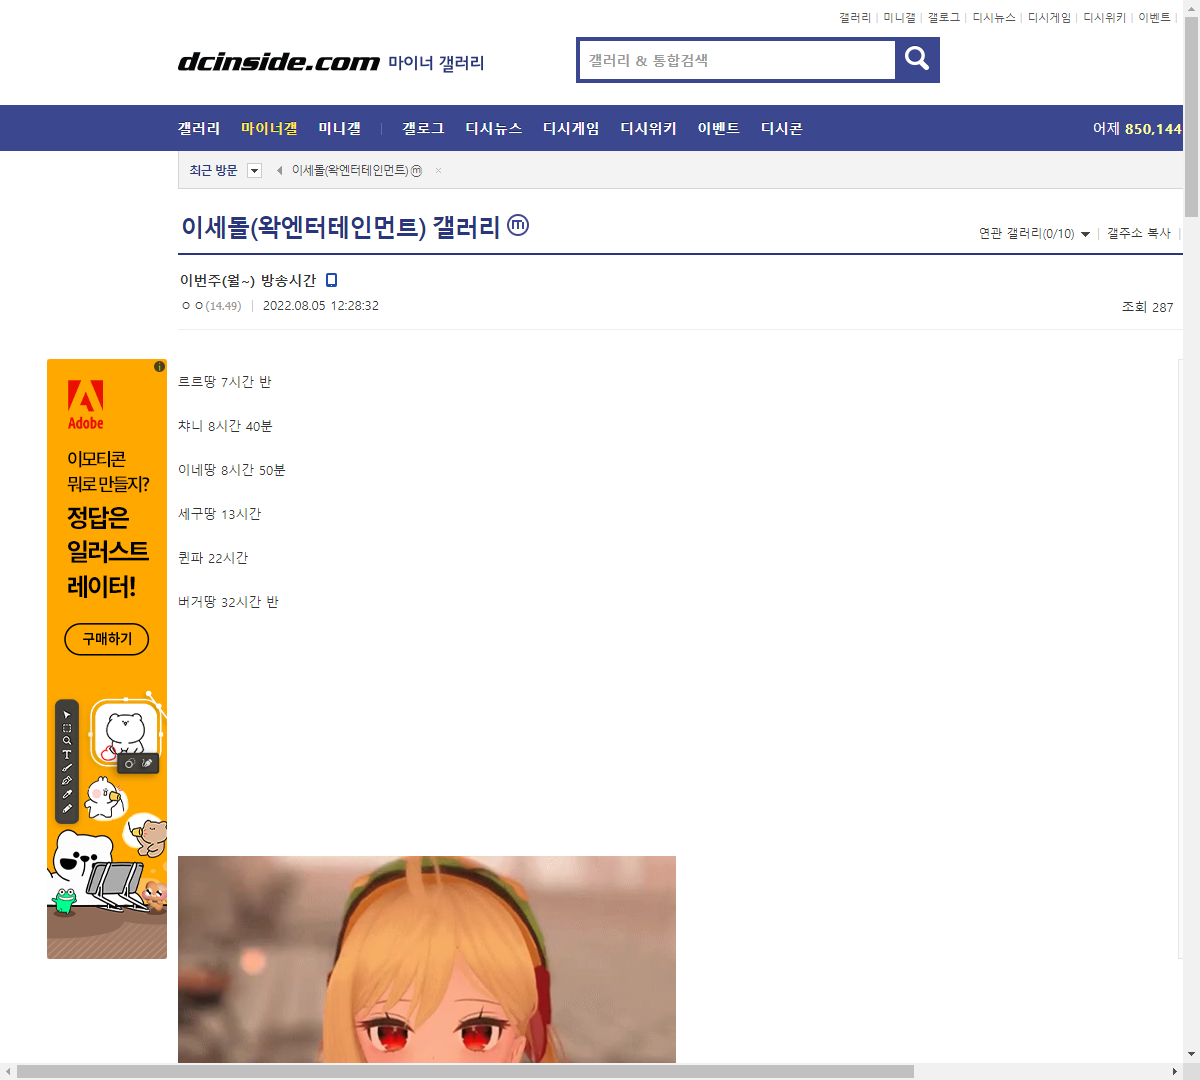 갤러리 | 미니갤 | 갤로그 | 디시뉴스 | 디시게임 | 디시위키 | 이벤트 |
dcinside.com 마이너 갤러리
갤러리 & 통합검색
갤러리 마이너갤 미니갤 | 갤로그 디시뉴스 디시게임 디시위키 이벤트 디시콘
어제 850,144
최근 방문 이세돌(왁엔터테인먼트)ⓜ ×
이세돌(왁엔터테인먼트) 갤러리 ⓜ
연관 갤러리(0/10) | 갤주소 복사 |
이번주(월~) 방송시간
ㅇㅇ(14.49) | 2022.08.05 12:28:32
조회 287
르르땅 7시간 반
챠니 8시간 40분
이네땅 8시간 50분
세구땅 13시간
퀸파 22시간
버거땅 32시간 반
Adobe
이모티콘
뭐로 만들지?
정답은
일러스트
레이터!
구매하기